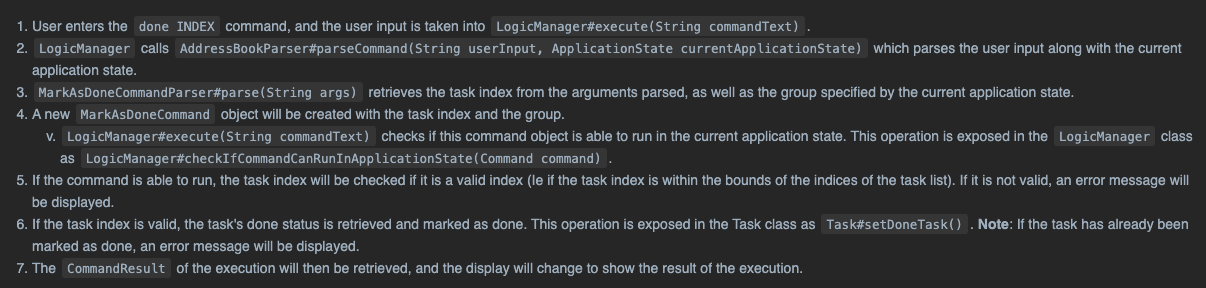 1. User enters the done INDEX command, and the user input is taken into LogicManager#execute(String commandText) .
2. LogicManager calls AddressBookParser#parseCommand(String userInput, ApplicationState currentApplicationState) which parses the user input along with the current
application state.
3. MarkAsDoneCommandParser#parse(String args) retrieves the task index from the arguments parsed, as well as the group specified by the current application state.
4. A new MarkAsDoneCommand object will be created with the task index and the group.
v. LogicManager#execute(String commandText) checks if this command object is able to run in the current application state. This operation is exposed in the LogicManager class
as LogicManager#checkIfCommandCanRunInApplicationState(Command command) .
5. If the command is able to run, the task index will be checked if it is a valid index (Ie if the task index is within the bounds of the indices of the task list). If it is not valid, an error message will
be displayed.
6. If the task index is valid, the task's done status is retrieved and marked as done. This operation is exposed in the Task class as Task#setDoneTask() . Note: If the task has already been
marked as done, an error message will be displayed.
7. The CommandResult of the execution will then be retrieved, and the display will change to show the result of the execution.